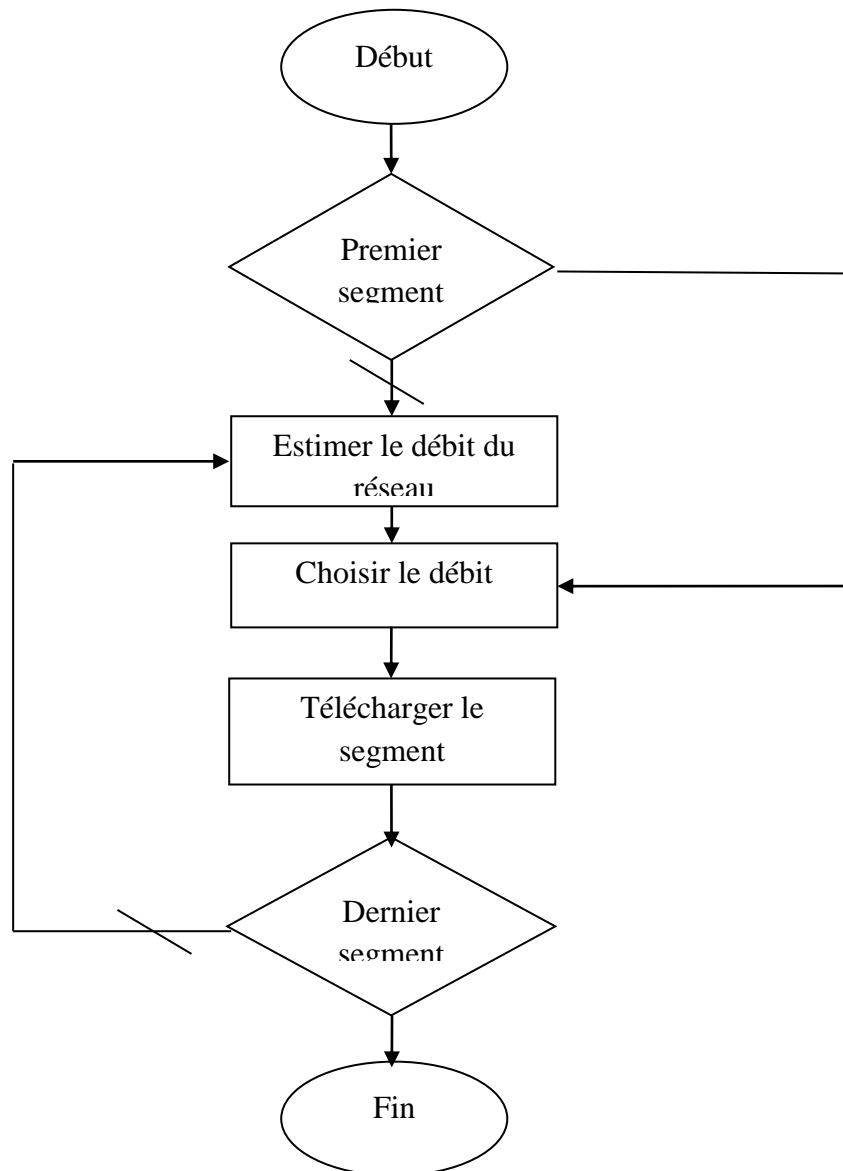 Début
Premier
segment
Estimer le débit du
réseau
Choisir le débit
Télécharger le
segment
Dernier
segment
Fin